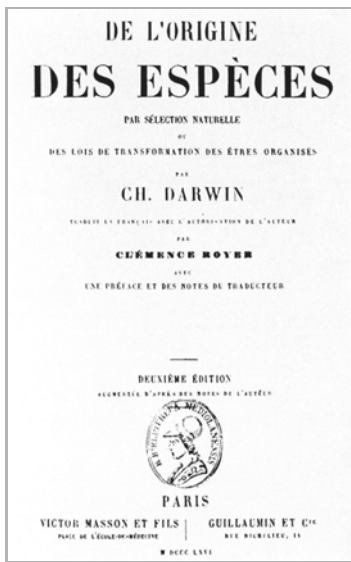 DE L'ORIGINE
DES ESPÈCES
PAR SÉLECTION NATURELLE
OU
DES LOIS DE TRANSFORMATION DES ÊTRES ORGANISÉS
PAR
CH. DARWIN
TRADUIT EN FRANÇAIS AVEC L'AUTORISATION DE L'AUTEUR
PAR
CLÉMENCE ROYER
AVEC
UNE PRÉFACE ET DES NOTES DU TRADUCTEUR
DEUXIÈME ÉDITION
AUGMENTÉE D'APRÈS DES NOTES DE L'AUTEUR
PARIS
VICTOR MASSON ET FILS
PLACE DE L'ÉCOLE-DE-MÉDECINE
GUILLAUMIN ET Cie
RUE RICHELIEU, 14
M DCCC LXVI